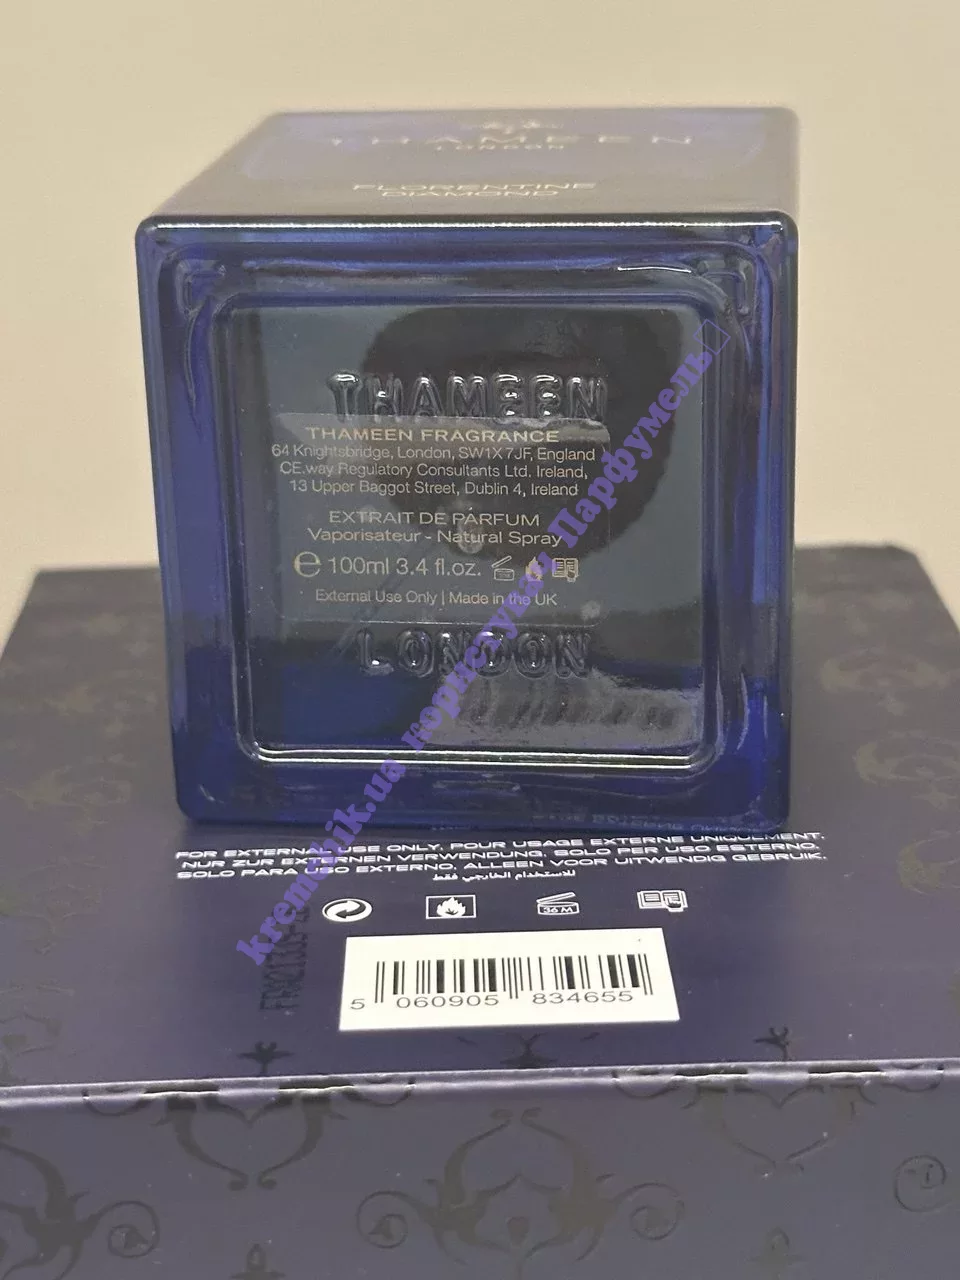 THAMEEN
LONDON
FLORENTINE
DIAMOND
THAMEEN
THAMEEN FRAGRANCE
64 Knightsbridge, London, SW1X 7JF, England
CE.way Regulatory Consultants Ltd. Ireland,
13 Upper Baggot Street, Dublin 4, Ireland
EXTRAIT DE PARFUM
Vaporisateur - Natural Spray
℮ 100ml 3.4 fl.oz.
External Use Only | Made in the UK
LONDON
FOR EXTERNAL USE ONLY. POUR USAGE EXTERNE UNIQUEMENT.
NUR ZUR EXTERNEN VERWENDUNG. SOLO PER USO ESTERNO.
SOLO PARA USO EXTERNO. ALLEEN VOOR UITWENDIG GEBRUIK.
للاستخدام الخارجي فقط
36 M
5 060905 834655
kremchik.ua користувач Парфумель